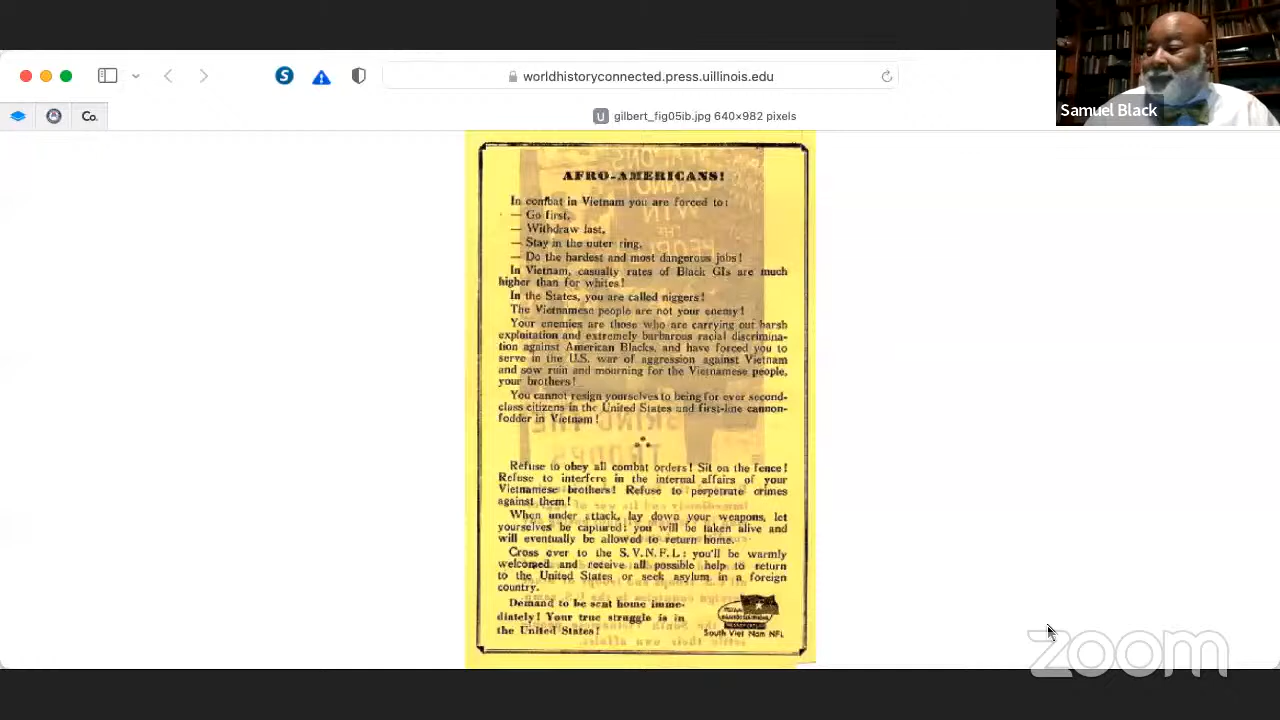 worldhistoryconnected.press.uillinois.edu
Samuel Black
Co.
gilbert_fig05ib.jpg 640×982 pixels
AFRO-AMERICANS!
In combat in Vietnam you are forced to:
— Go first,
— Withdraw last,
— Stay in the outer ring,
— Do the hardest and most dangerous jobs!
In Vietnam, casualty rates of Black GIs are much
higher than for whites!
In the States, you are called niggers!
The Vietnamese people are not your enemy!
Your enemies are those who are carrying out harsh
exploitation and extremely barbarous racial discrimina-
tion against American Blacks, and have forced you to
serve in the U.S. war of aggression against Vietnam
and sow ruin and mourning for the Vietnamese people,
your brothers!
You cannot resign yourselves to being for ever second-
class citizens in the United States and first-line cannon-
fodder in Vietnam!
Refuse to obey all combat orders! Sit on the fence!
Refuse to interfere in the internal affairs of your
Vietnamese brothers! Refuse to perpetrate crimes
against them!
When under attack, lay down your weapons, let
yourselves be captured: you will be taken alive and
will eventually be allowed to return home.
Cross over to the S.V.N.F.L: you'll be warmly
welcomed and receive all possible help to return
to the United States or seek asylum in a foreign
country.
Demand to be sent home imme-
diately! Your true struggle is in
the United States!
South Viet Nam NFL
zoom